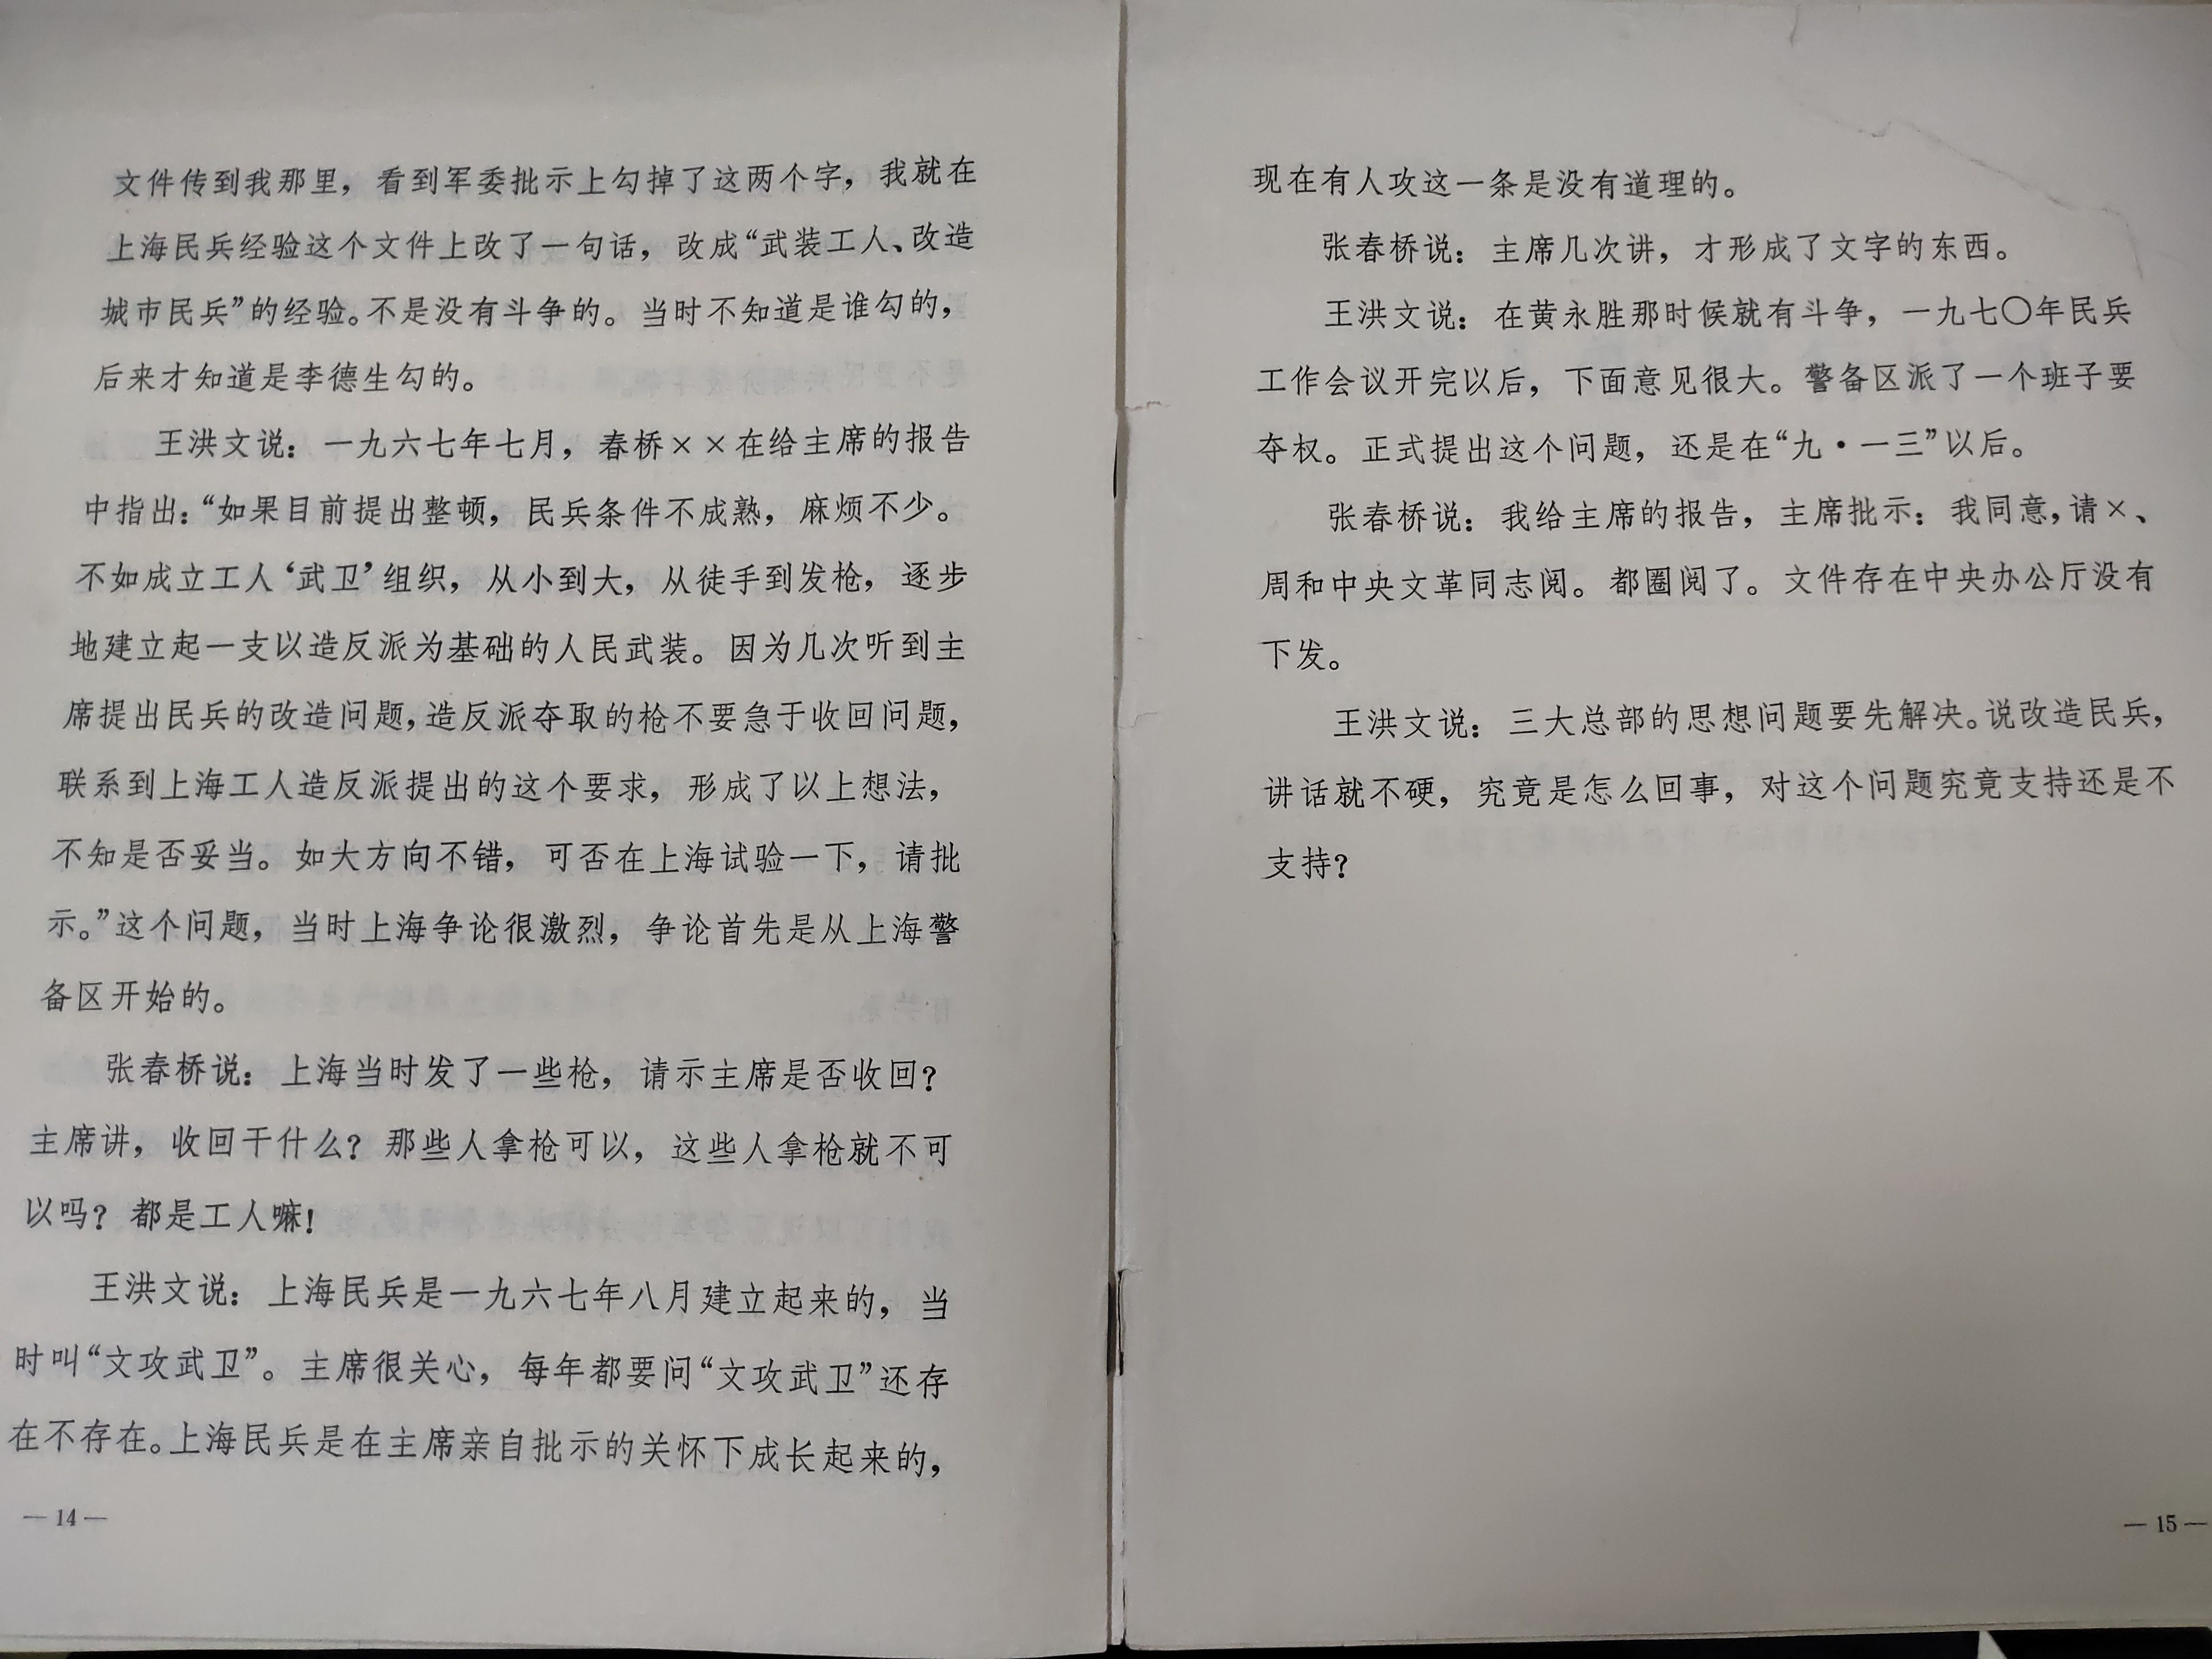 文件传到我那里，看到军委批示上勾掉了这两个字，我就在
上海民兵经验这个文件上改了一句话，改成“武装工人、改造
城市民兵”的经验。不是没有斗争的。当时不知道是谁勾的，
后来才知道是李德生勾的。
王洪文说：一九六七年七月，春桥××在给主席的报告
中指出：“如果目前提出整顿，民兵条件不成熟，麻烦不少。
不如成立工人‘武卫’组织，从小到大，从徒手到发枪，逐步
地建立起一支以造反派为基础的人民武装。因为几次听到主
席提出民兵的改造问题，造反派夺取的枪不要急于收回问题，
联系到上海工人造反派提出的这个要求，形成了以上想法，
不知是否妥当。如大方向不错，可否在上海试验一下，请批
示。”这个问题，当时上海争论很激烈，争论首先是从上海警
备区开始的。
张春桥说：上海当时发了一些枪，请示主席是否收回？
主席讲，收回干什么？那些人拿枪可以，这些人拿枪就不可
以吗？都是工人嘛！
王洪文说：上海民兵是一九六七年八月建立起来的，当
时叫“文攻武卫”。主席很关心，每年都要问“文攻武卫”还存
在不存在。上海民兵是在主席亲自批示的关怀下成长起来的，
— 14 —
现在有人攻这一条是没有道理的。
张春桥说：主席几次讲，才形成了文字的东西。
王洪文说：在黄永胜那时候就有斗争，一九七〇年民兵
工作会议开完以后，下面意见很大。警备区派了一个班子要
夺权。正式提出这个问题，还是在“九·一三”以后。
张春桥说：我给主席的报告，主席批示：我同意，请×、
周和中央文革同志阅。都圈阅了。文件存在中央办公厅没有
下发。
王洪文说：三大总部的思想问题要先解决。说改造民兵，
讲话就不硬，究竟是怎么回事，对这个问题究竟支持还是不
支持？
— 15 —